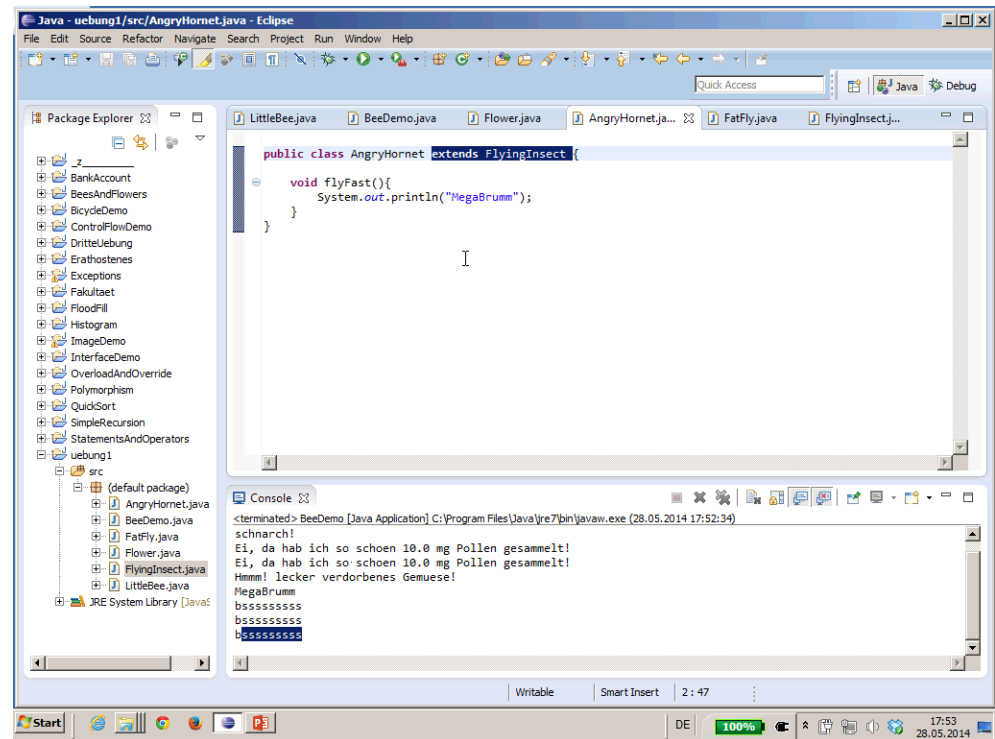 Java - uebung1/src/AngryHornet.java - Eclipse
File Edit Source Refactor Navigate Search Project Run Window Help
Quick Access
Java
Debug
Package Explorer
_z________
BankAccount
BeesAndFlowers
BicycleDemo
ControlFlowDemo
DritteUebung
Erathostenes
Exceptions
Fakultaet
FloodFill
Histogram
ImageDemo
InterfaceDemo
OverloadAndOverride
Polymorphism
QuickSort
SimpleRecursion
StatementsAndOperators
uebung1
src
(default package)
AngryHornet.java
BeeDemo.java
FatFly.java
Flower.java
FlyingInsect.java
LittleBee.java
JRE System Library [JavaS
LittleBee.java BeeDemo.java Flower.java AngryHornet.ja... FatFly.java FlyingInsect.j...
public class AngryHornet extends FlyingInsect {
void flyFast(){
System.out.println("MegaBrumm");
}
}
Console
<terminated> BeeDemo [Java Application] C:\Program Files\Java\jre7\bin\javaw.exe (28.05.2014 17:52:34)
schnarch!
Ei, da hab ich so schoen 10.0 mg Pollen gesammelt!
Ei, da hab ich so schoen 10.0 mg Pollen gesammelt!
Hmmm! lecker verdorbenes Gemuese!
MegaBrumm
bsssssssss
bsssssssss
bsssssssss
Writable Smart Insert 2 : 47
Start
DE 100% 17:53
28.05.2014